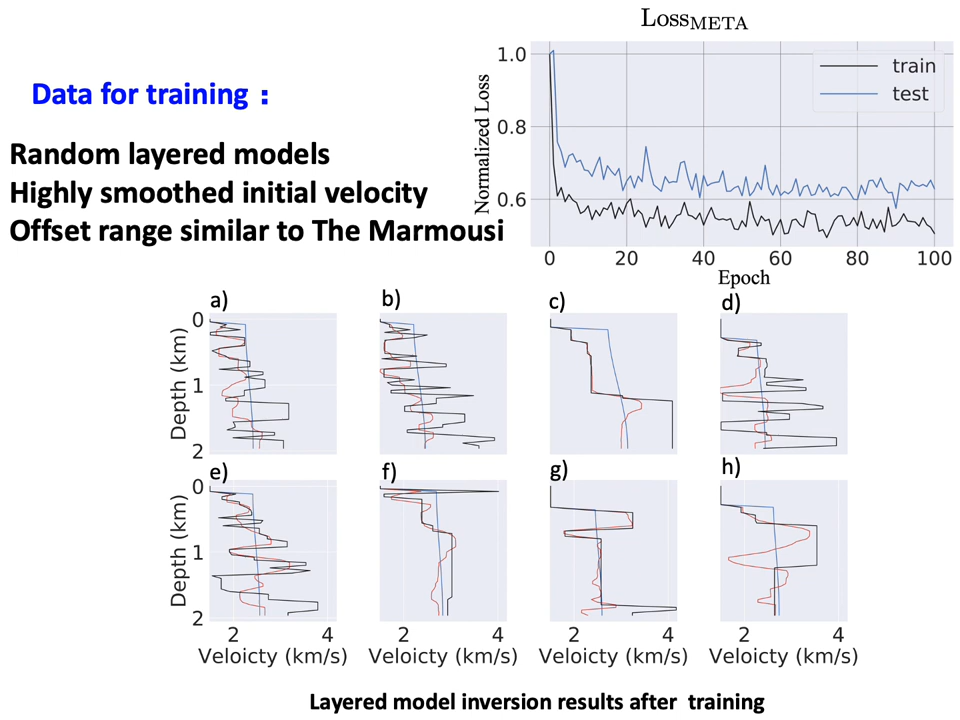 Loss_META
Data for training：
Random layered models
Highly smoothed initial velocity
Offset range similar to The Marmousi
Normalized Loss
1.0
0.8
0.6
train
test
0 20 40 60 80 100
Epoch
a) b) c) d)
Depth (km)
0
1
2
e) f) g) h)
Depth (km)
0
1
2
2 4 2 4 2 4 2 4
Veloicty (km/s) Veloicty (km/s) Veloicty (km/s) Veloicty (km/s)
Layered model inversion results after training